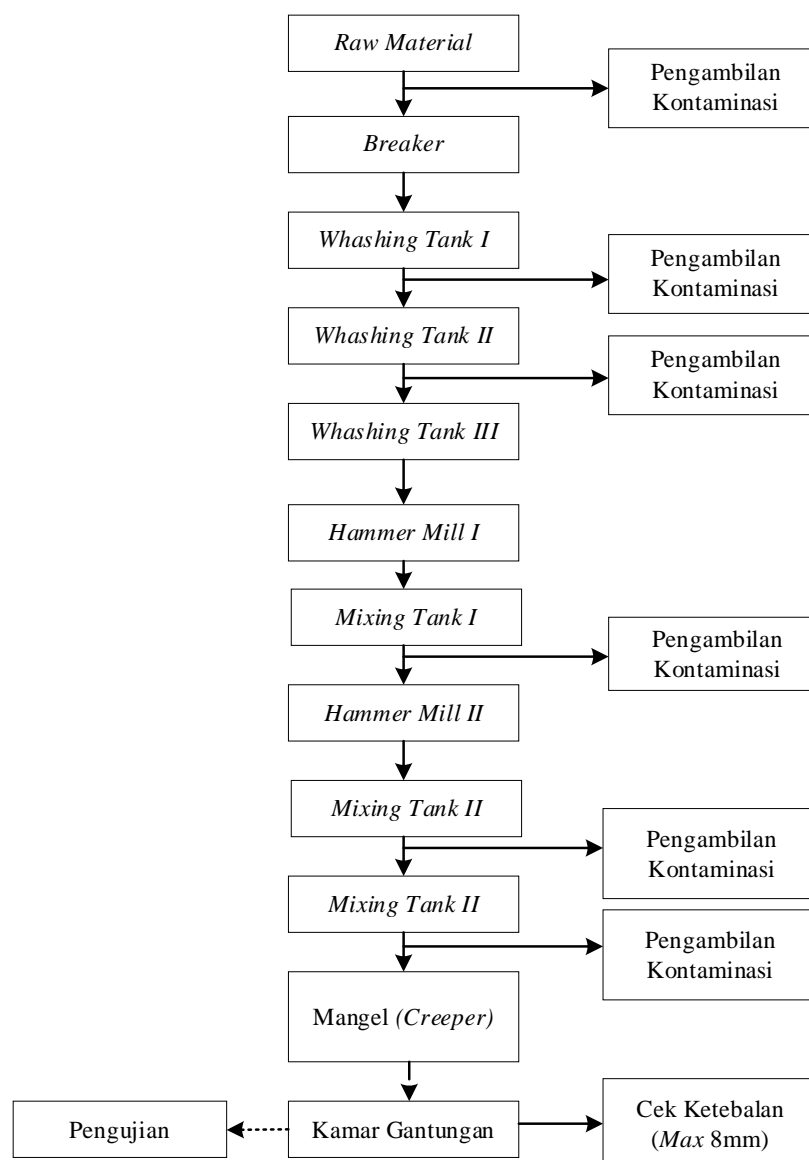 Raw Material
Pengambilan
Kontaminasi
Breaker
Whashing Tank I
Pengambilan
Kontaminasi
Whashing Tank II
Pengambilan
Kontaminasi
Whashing Tank III
Hammer Mill I
Mixing Tank I
Pengambilan
Kontaminasi
Hammer Mill II
Mixing Tank II
Pengambilan
Kontaminasi
Mixing Tank II
Pengambilan
Kontaminasi
Mangel (Creeper)
Pengujian
Kamar Gantungan
Cek Ketebalan
(Max 8mm)